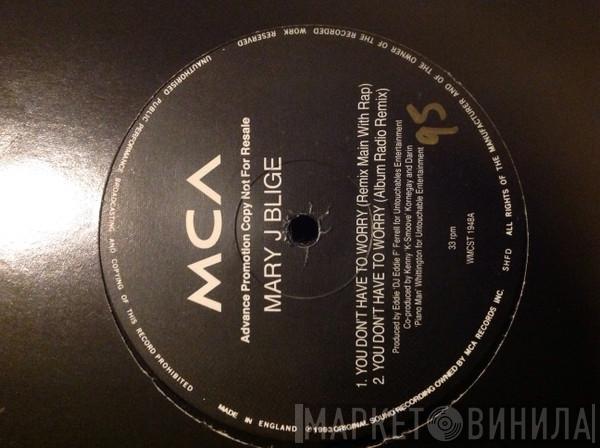 MCA
Advance Promotion Copy Not For Resale
MARY J BLIGE
1. YOU DON'T HAVE TO WORRY (Remix Main With Rap)
2. YOU DON'T HAVE TO WORRY (Album Radio Remix)
Produced by Eddie 'DJ Eddie F' Ferrell for Untouchables Entertainment
Co-produced by Kenny 'K-Smoove' Kornegay and Darin
'Piano Man' Whittington for Untouchable Entertainment
33 rpm
WMCST 1948A
95
MADE IN ENGLAND ℗ 1993 ORIGINAL SOUND RECORDING OWNED BY MCA RECORDS INC. SHFD ALL RIGHTS OF THE MANUFACTURER AND OF THE OWNER OF THE RECORDED WORK RESERVED
UNAUTHORISED PUBLIC PERFORMANCE BROADCASTING AND COPYING OF THIS RECORD PROHIBITED
МАРКЕТ ВИНИЛА